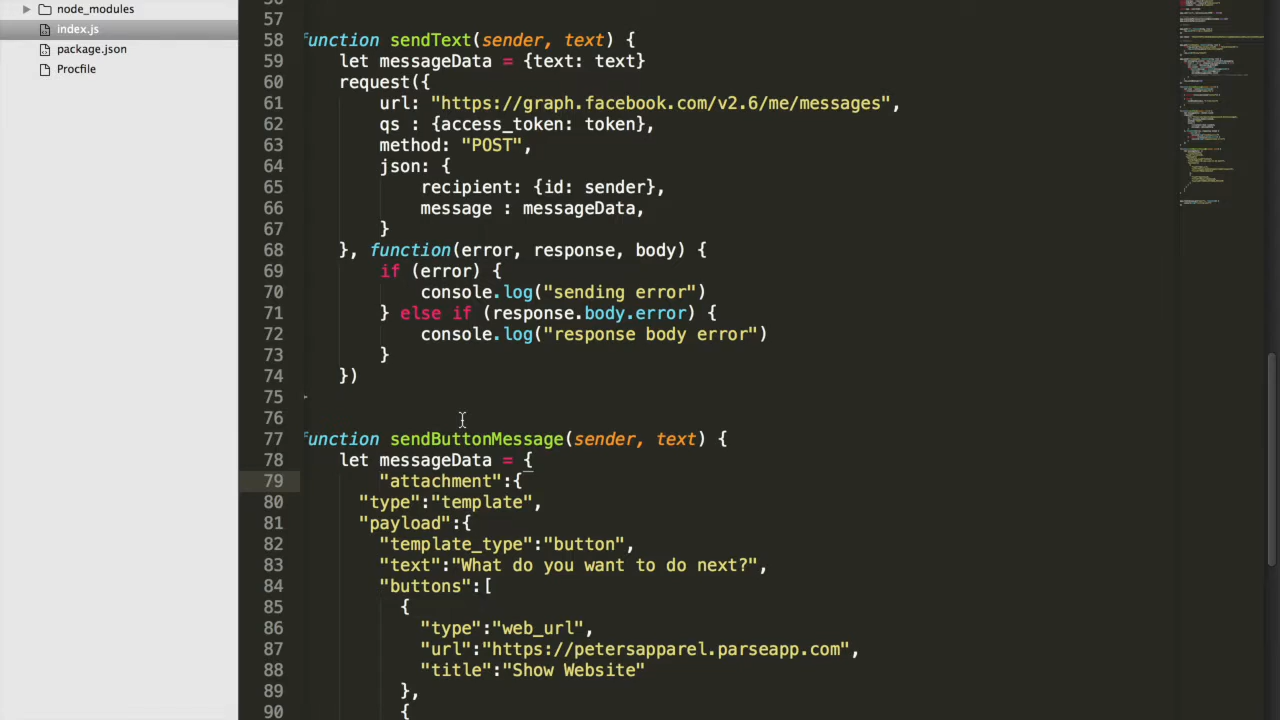 node_modules
index.js
package.json
Procfile
57
58 function sendText(sender, text) {
59 let messageData = {text: text}
60 request({
61 url: "https://graph.facebook.com/v2.6/me/messages",
62 qs : {access_token: token},
63 method: "POST",
64 json: {
65 recipient: {id: sender},
66 message : messageData,
67 }
68 }, function(error, response, body) {
69 if (error) {
70 console.log("sending error")
71 } else if (response.body.error) {
72 console.log("response body error")
73 }
74 })
75
76
77 function sendButtonMessage(sender, text) {
78 let messageData = {
79 "attachment":{
80 "type":"template",
81 "payload":{
82 "template_type":"button",
83 "text":"What do you want to do next?",
84 "buttons":[
85 {
86 "type":"web_url",
87 "url":"https://petersapparel.parseapp.com",
88 "title":"Show Website"
89 },
90 {